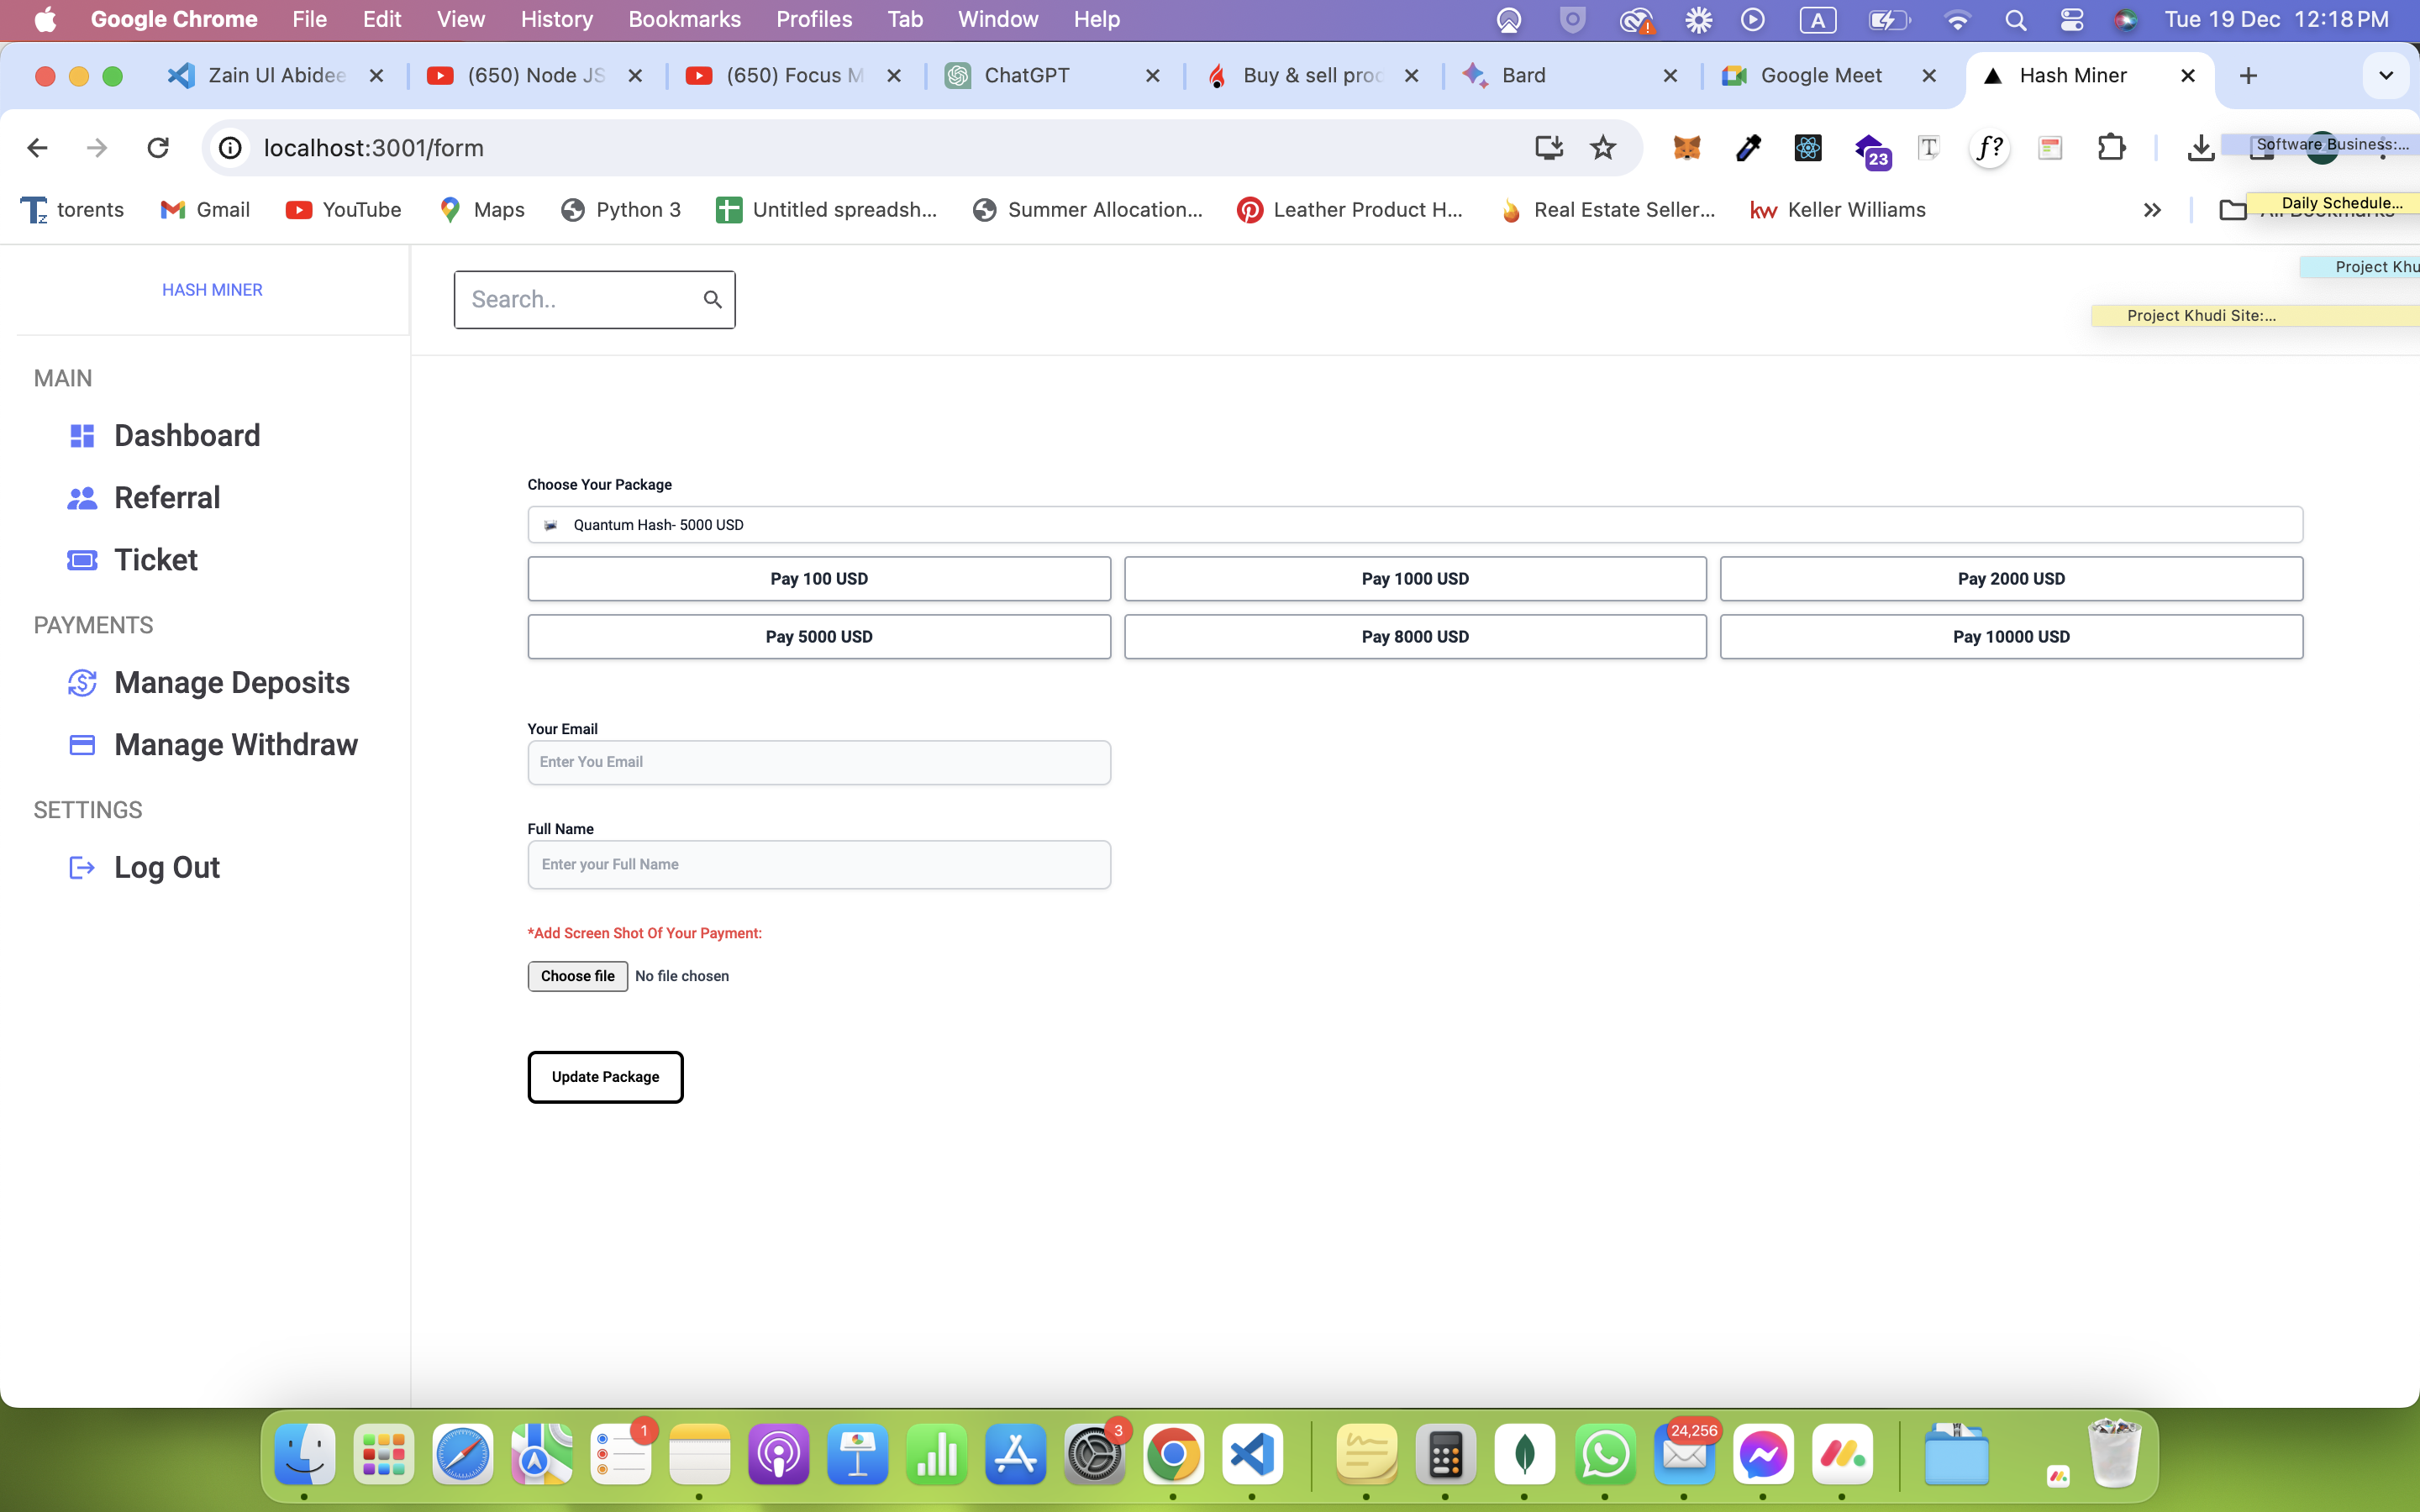 Google Chrome File Edit View History Bookmarks Profiles Tab Window Help A Tue 19 Dec 12:18 PM
Zain Ul Abidee (650) Node JS (650) Focus M ChatGPT Buy & sell proc Bard Google Meet Hash Miner
localhost:3001/form f? 23 T Software Business:...
torents Gmail YouTube Maps Python 3 Untitled spreadsh... Summer Allocation... Leather Product H... Real Estate Seller... kw Keller Williams Daily Schedule...
Project Khu
Project Khudi Site:...
HASH MINER
Search..
MAIN
Dashboard
Referral
Ticket
PAYMENTS
Manage Deposits
Manage Withdraw
SETTINGS
Log Out
Choose Your Package
Quantum Hash- 5000 USD
Pay 100 USD Pay 1000 USD Pay 2000 USD
Pay 5000 USD Pay 8000 USD Pay 10000 USD
Your Email
Enter You Email
Full Name
Enter your Full Name
*Add Screen Shot Of Your Payment:
Choose file No file chosen
Update Package
1 3 24,256